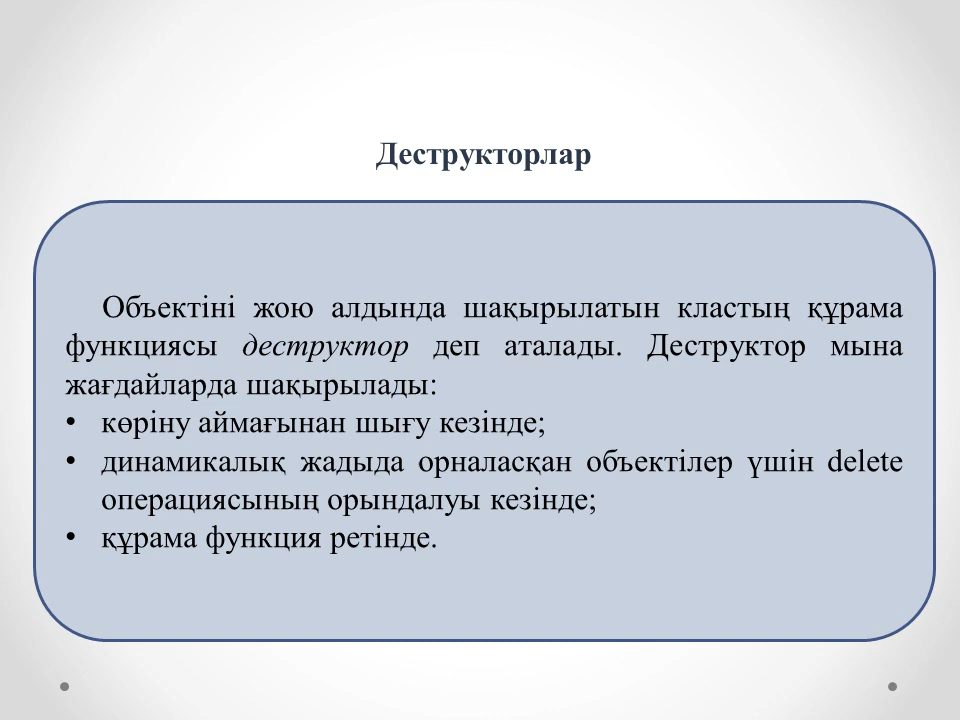 Деструкторлар
Объектіні жою алдында шақырылатын кластың құрама
функциясы деструктор деп аталады. Деструктор мына
жағдайларда шақырылады:
• көріну аймағынан шығу кезінде;
• динамикалық жадыда орналасқан объектілер үшін delete
операциясының орындалуы кезінде;
• құрама функция ретінде.